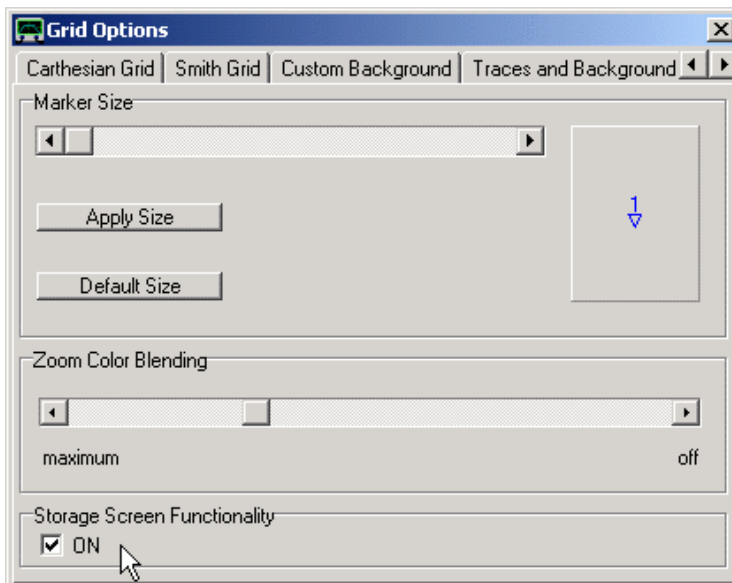 Grid Options
Carthesian Grid Smith Grid Custom Background Traces and Background
Marker Size
1
Apply Size
Default Size
Zoom Color Blending
maximum off
Storage Screen Functionality
ON